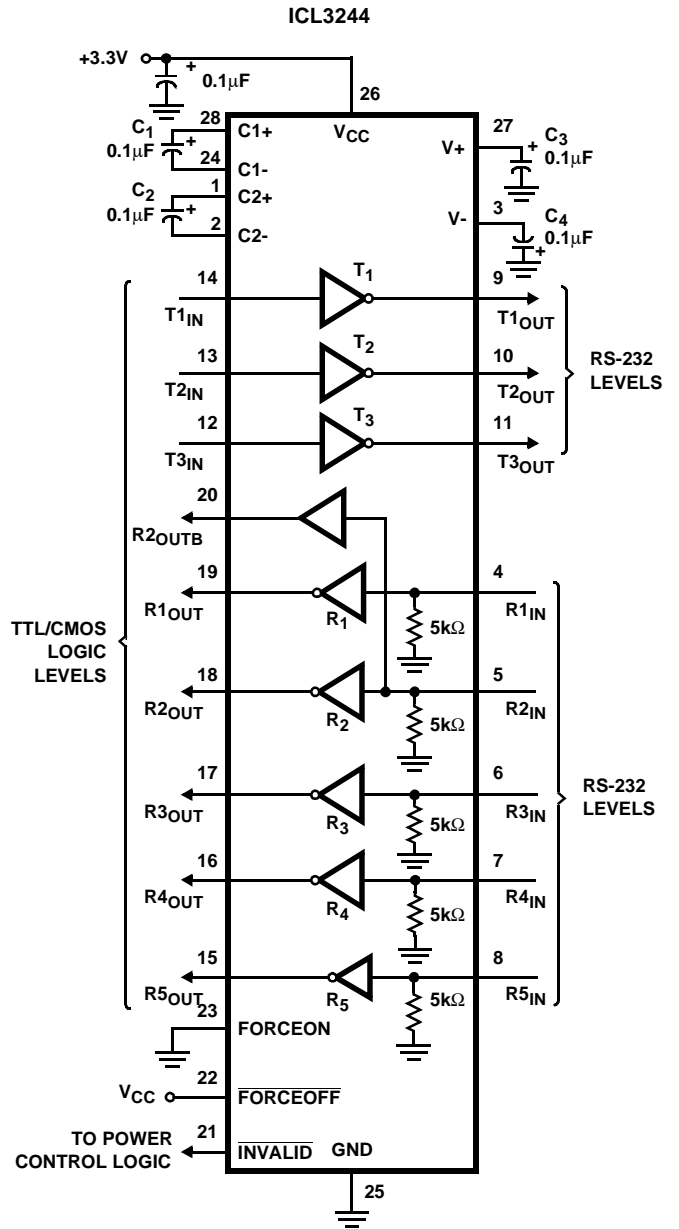 ICL3244
+3.3V
+
0.1μF
26
28
C1+
VCC
27
C1
0.1μF
+
V+
+
C3
0.1μF
24
C1-
1
C2+
C2
0.1μF
+
V-
3
C4
0.1μF
+
2
C2-
14
T1
9
T1IN
T1OUT
13
T2
10
RS-232
LEVELS
T2IN
T2OUT
12
T3
11
T3IN
T3OUT
20
R2OUTB
19
4
R1OUT
R1
5kΩ
R1IN
TTL/CMOS
LOGIC
LEVELS
18
5
R2OUT
R2
5kΩ
R2IN
17
6
R3OUT
R3
5kΩ
R3IN
RS-232
LEVELS
16
7
R4OUT
R4
5kΩ
R4IN
15
8
R5OUT
R5
5kΩ
R5IN
23
FORCEON
22
VCC
FORCEOFF
21
TO POWER
CONTROL LOGIC
INVALID GND
25